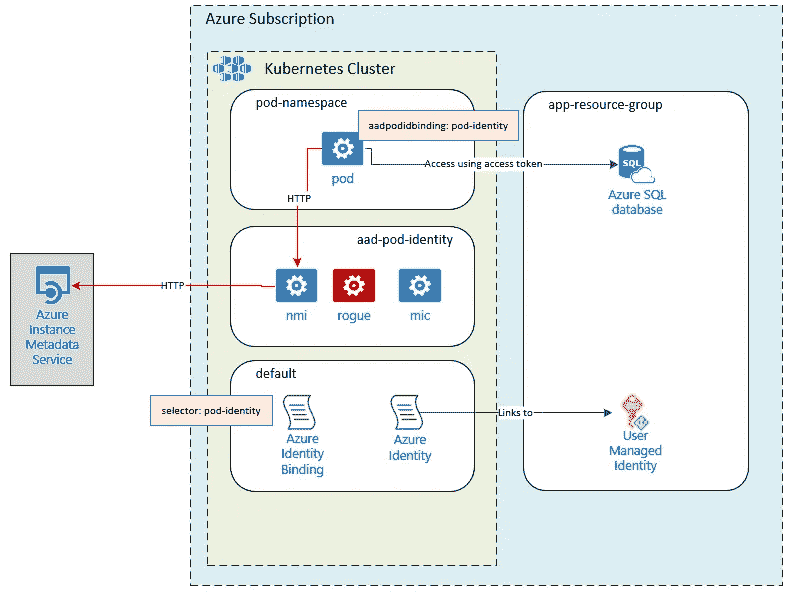 Azure Subscription
Kubernetes Cluster
pod-namespace
aadpodidbinding: pod-identity
pod
Access using access token
HTTP
app-resource-group
SQL
Azure SQL
database
aad-pod-identity
nmi
rogue
mic
HTTP
Azure
Instance
Metadata
Service
default
selector: pod-identity
Azure
Identity
Binding
Azure
Identity
Links to
User
Managed
Identity